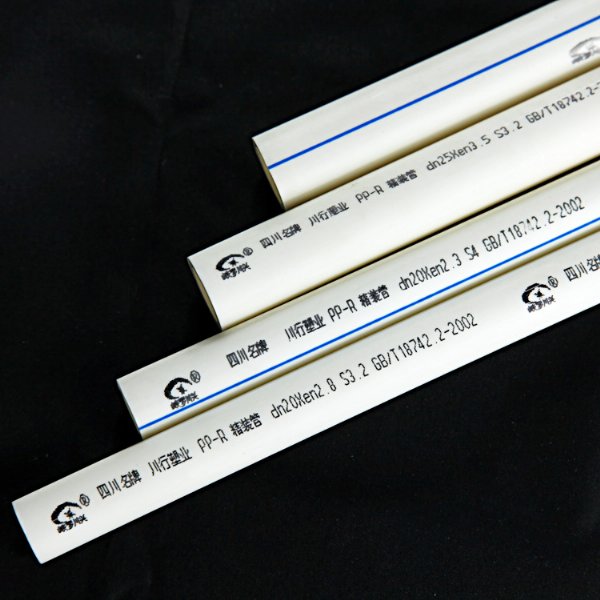 四川名牌 川行塑业 PP-R 精装管 dn25Xen3.5 S3.2 GB/T18742.2-
® 四川名牌 川行塑业 PP-R 精装管 dn20Xen2.3 S4 GB/T18742.2-2002
® 四川名牌 川行塑业 PP-R 精装管 dn20Xen2.8 S3.2 GB/T18742.2-2002 ® 四川名牌